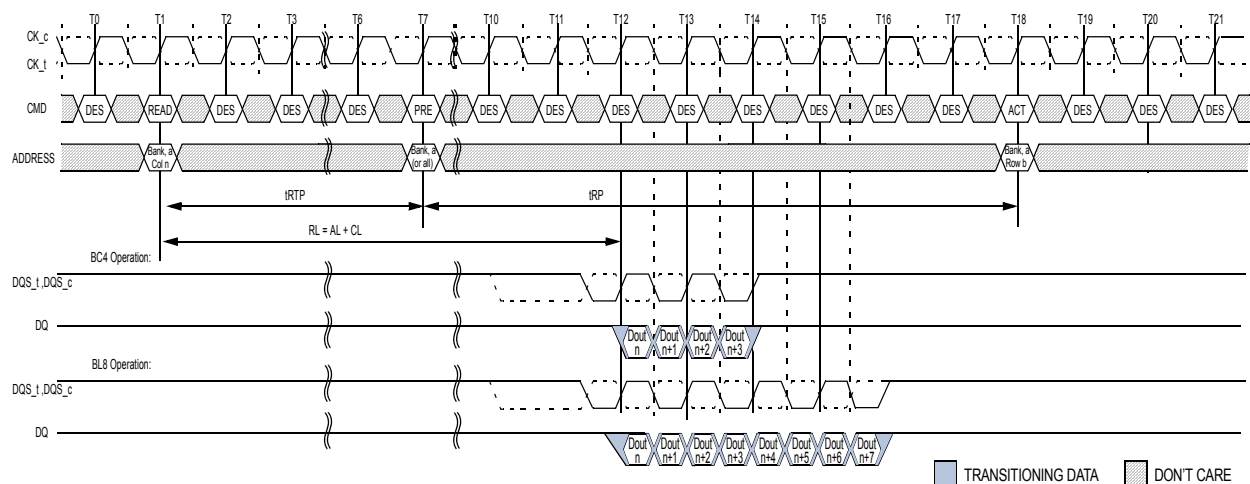 T0 T1 T2 T3 T6 T7 T10 T11 T12 T13 T14 T15 T16 T17 T18 T19 T20 T21
CK_c
CK_t
CMD DES READ DES DES DES PRE DES DES DES DES DES DES DES DES ACT DES DES DES
ADDRESS
Bank, a Bank, a Bank, a
Col n (or all) Row b
tRTP tRP
RL = AL + CL
BC4 Operation:
DQS_t ,DQS_c
DQ
Dout Dout Dout Dout
n n+1 n+2 n+3
BL8 Operation:
DQS_t ,DQS_c
DQ
Dout Dout Dout Dout Dout Dout Dout Dout
n n+1 n+2 n+3 n+4 n+5 n+6 n+7
TRANSITIONING DATA DON'T CARE